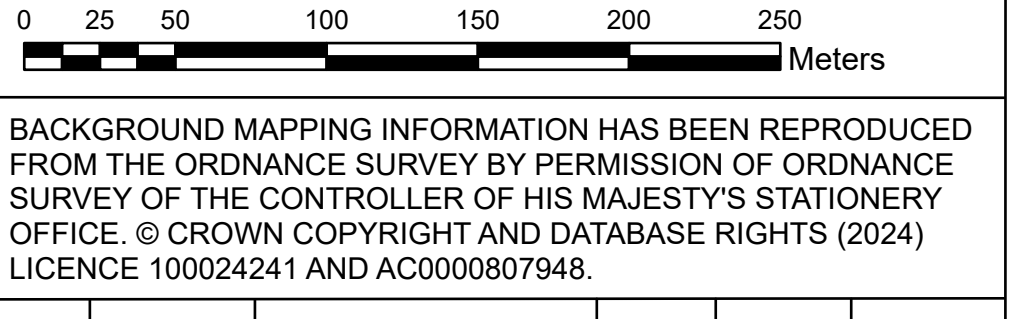 0 25 50 100 150 200 250
Meters
BACKGROUND MAPPING INFORMATION HAS BEEN REPRODUCED
FROM THE ORDNANCE SURVEY BY PERMISSION OF ORDNANCE
SURVEY OF THE CONTROLLER OF HIS MAJESTY'S STATIONERY
OFFICE. © CROWN COPYRIGHT AND DATABASE RIGHTS (2024)
LICENCE 100024241 AND AC0000807948.